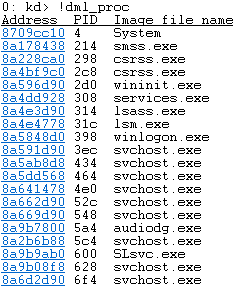 0: kd> !dml_proc
Address  PID  Image file name
8709cc10 4    System
8a178438 214  smss.exe
8a228ca0 298  csrss.exe
8a4bf9c0 2c8  csrss.exe
8a596d90 2d0  wininit.exe
8a4dd928 308  services.exe
8a4e3d90 314  lsass.exe
8a4e4778 31c  lsm.exe
8a5848d0 398  winlogon.exe
8a591d90 3ec  svchost.exe
8a5ab8d8 434  svchost.exe
8a5dd568 464  svchost.exe
8a641478 4e0  svchost.exe
8a662d90 52c  svchost.exe
8a669d90 548  svchost.exe
8a9b7800 5a4  audiodg.exe
8a2b6b88 5c4  svchost.exe
8a9b9ab0 600  SLsvc.exe
8a9b08f8 628  svchost.exe
8a6d2d90 6f4  svchost.exe